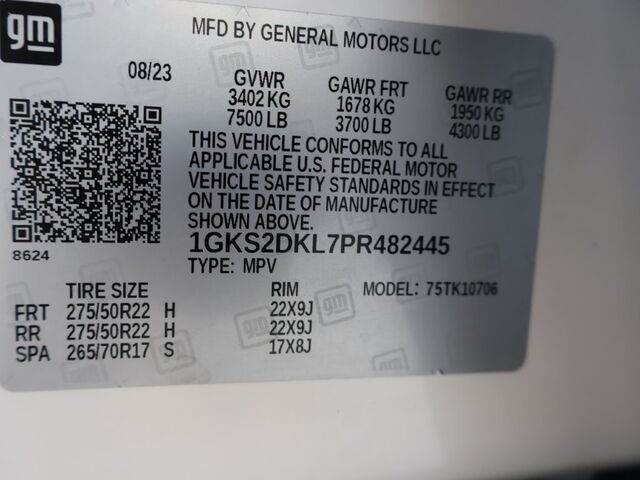 gm
MFD BY GENERAL MOTORS LLC
08/23 GVWR GAWR FRT GAWR RR
3402 KG 1678 KG 1950 KG
7500 LB 3700 LB 4300 LB
THIS VEHICLE CONFORMS TO ALL
APPLICABLE U.S. FEDERAL MOTOR
VEHICLE SAFETY STANDARDS IN EFFECT
ON THE DATE OF MANUFACTURE
SHOWN ABOVE.
8624
1GKS2DKL7PR482445
TYPE: MPV
TIRE SIZE RIM MODEL: 75TK10706
FRT 275/50R22 H 22X9J
RR 275/50R22 H 22X9J
SPA 265/70R17 S 17X8J